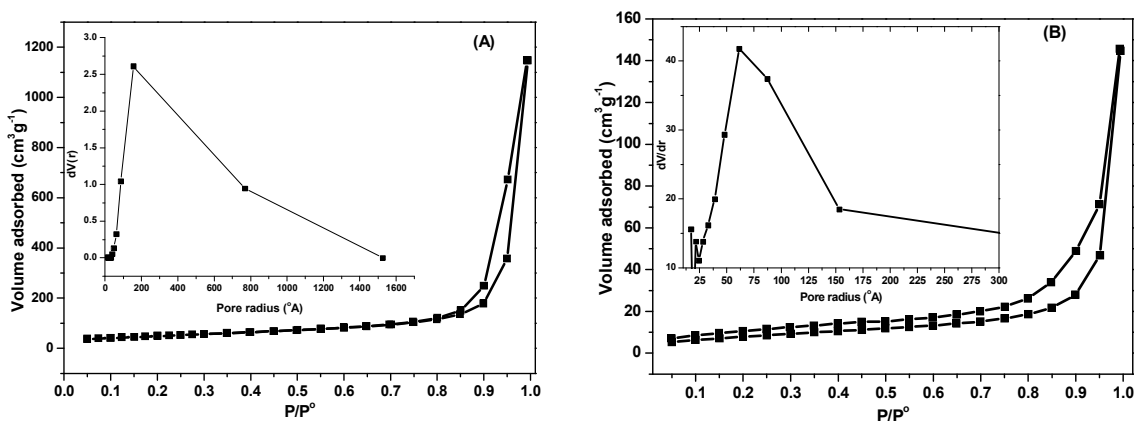 (A)
Volume adsorbed (cm³g⁻¹)
1200
1000
800
600
400
200
0
0.0 0.1 0.2 0.3 0.4 0.5 0.6 0.7 0.8 0.9 1.0
P/P°
dV(r)
3.0
2.5
2.0
1.5
1.0
0.5
0.0
0 200 400 600 800 1000 1200 1400 1600
Pore radius (°A)
(B)
Volume adsorbed (cm³g⁻¹)
160
140
120
100
80
60
40
20
0
0.1 0.2 0.3 0.4 0.5 0.6 0.7 0.8 0.9 1.0
P/P°
dV/dr
40
30
20
10
25 50 75 100 125 150 175 200 225 250 275 300
Pore radius (°A)